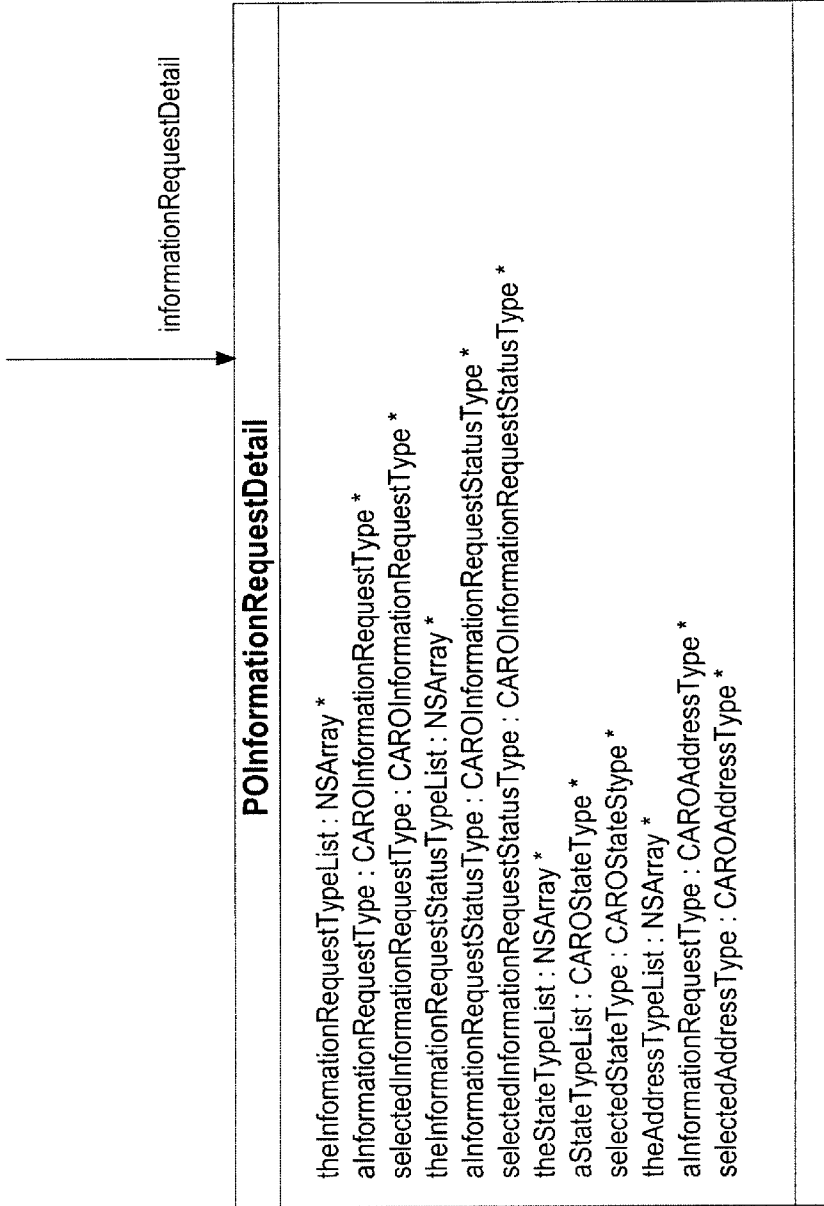 informationRequestDetail
POInformationRequestDetail
theInfomationRequestTypeList : NSArray *
aInformationRequestType : CAROInformationRequestType *
selectedInformationRequestType : CAROInformationRequestType *
theInformationRequestStatusTypeList : NSArray *
aInformationRequestStatusType : CAROInformationRequestStatusType *
selectedInformationRequestStatusType : CAROInformationRequestStatusType *
theStateTypeList : NSArray *
aStateTypeList : CAROStateType *
selectedStateType : CAROStateStype *
theAddressTypeList : NSArray *
aInformationRequestType : CAROAddressType *
selectedAddressType : CAROAddressType *